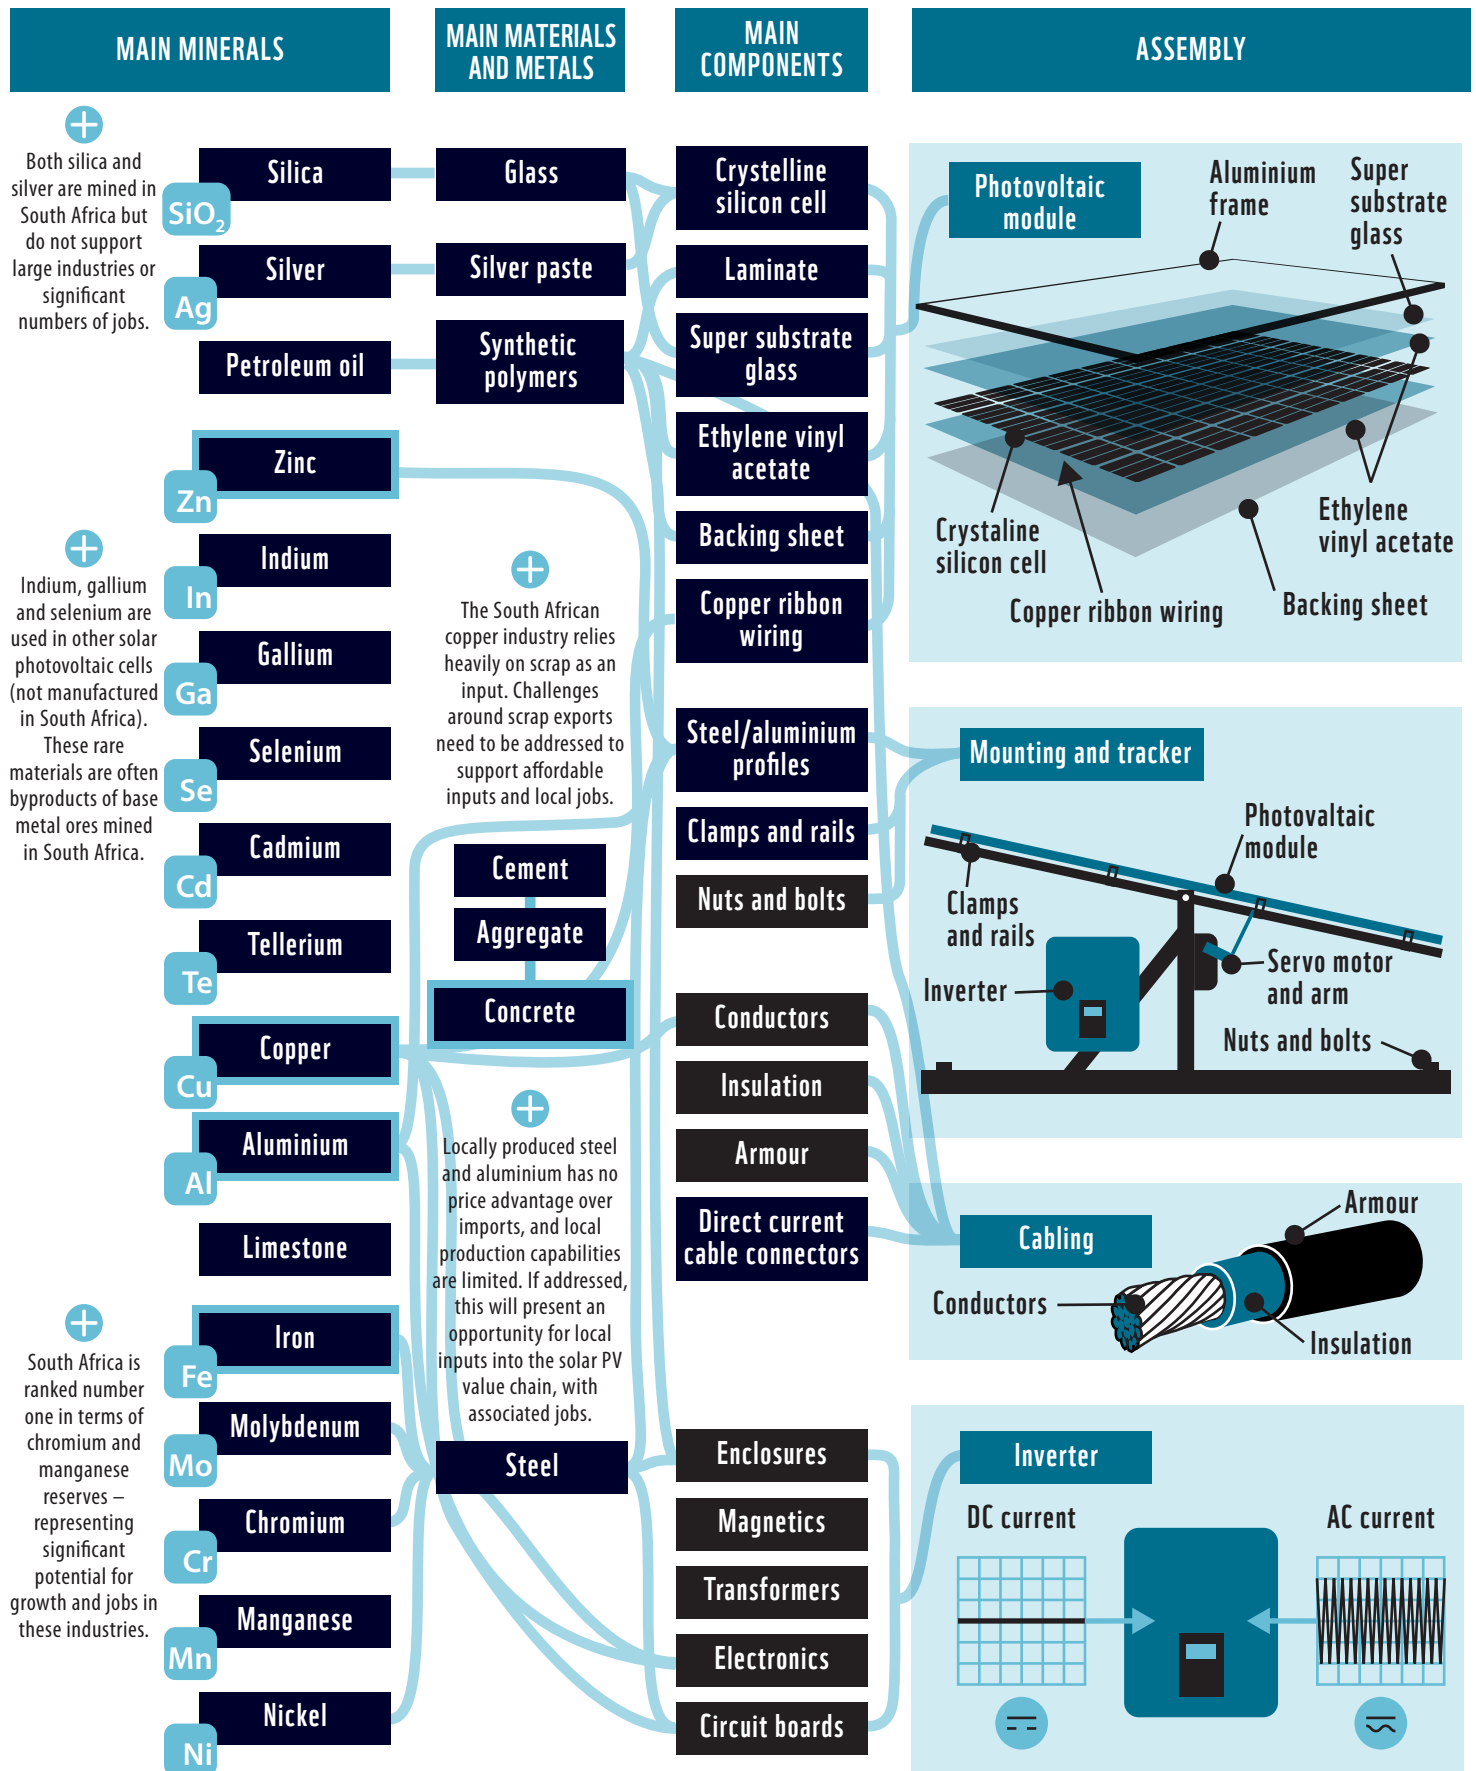 MAIN MINERALS
MAIN MATERIALS
AND METALS
MAIN
COMPONENTS
ASSEMBLY
Both silica and
silver are mined in
South Africa but
do not support
large industries or
significant
numbers of jobs.
Silica
SiO₂
Silver
Ag
Petroleum oil
Zinc
Zn
Indium, gallium
and selenium are
used in other solar
photovoltaic cells
(not manufactured
in South Africa).
These rare
materials are often
byproducts of base
metal ores mined
in South Africa.
Indium
In
Gallium
Ga
Selenium
Se
Cadmium
Cd
Tellerium
Te
Copper
Cu
Aluminium
Al
Limestone
South Africa is
ranked number
one in terms of
chromium and
manganese
reserves –
representing
significant
potential for
growth and jobs in
these industries.
Iron
Fe
Molybdenum
Mo
Chromium
Cr
Manganese
Mn
Nickel
Ni
Glass
Silver paste
Synthetic
polymers
The South African
copper industry relies
heavily on scrap as an
input. Challenges
around scrap exports
need to be addressed to
support affordable
inputs and local jobs.
Cement
Aggregate
Concrete
Locally produced steel
and aluminium has no
price advantage over
imports, and local
production capabilities
are limited. If addressed,
this will present an
opportunity for local
inputs into the solar PV
value chain, with
associated jobs.
Steel
Crystelline
silicon cell
Laminate
Super substrate
glass
Ethylene vinyl
acetate
Backing sheet
Copper ribbon
wiring
Steel/aluminium
profiles
Clamps and rails
Nuts and bolts
Conductors
Insulation
Armour
Direct current
cable connectors
Enclosures
Magnetics
Transformers
Electronics
Circuit boards
Photovoltaic
module
Aluminium
frame
Super
substrate
glass
Crystaline
silicon cell
Copper ribbon wiring
Ethylene
vinyl acetate
Backing sheet
Mounting and tracker
Photovaltaic
module
Clamps
and rails
Inverter
Servo motor
and arm
Nuts and bolts
Cabling
Armour
Conductors
Insulation
Inverter
DC current
AC current